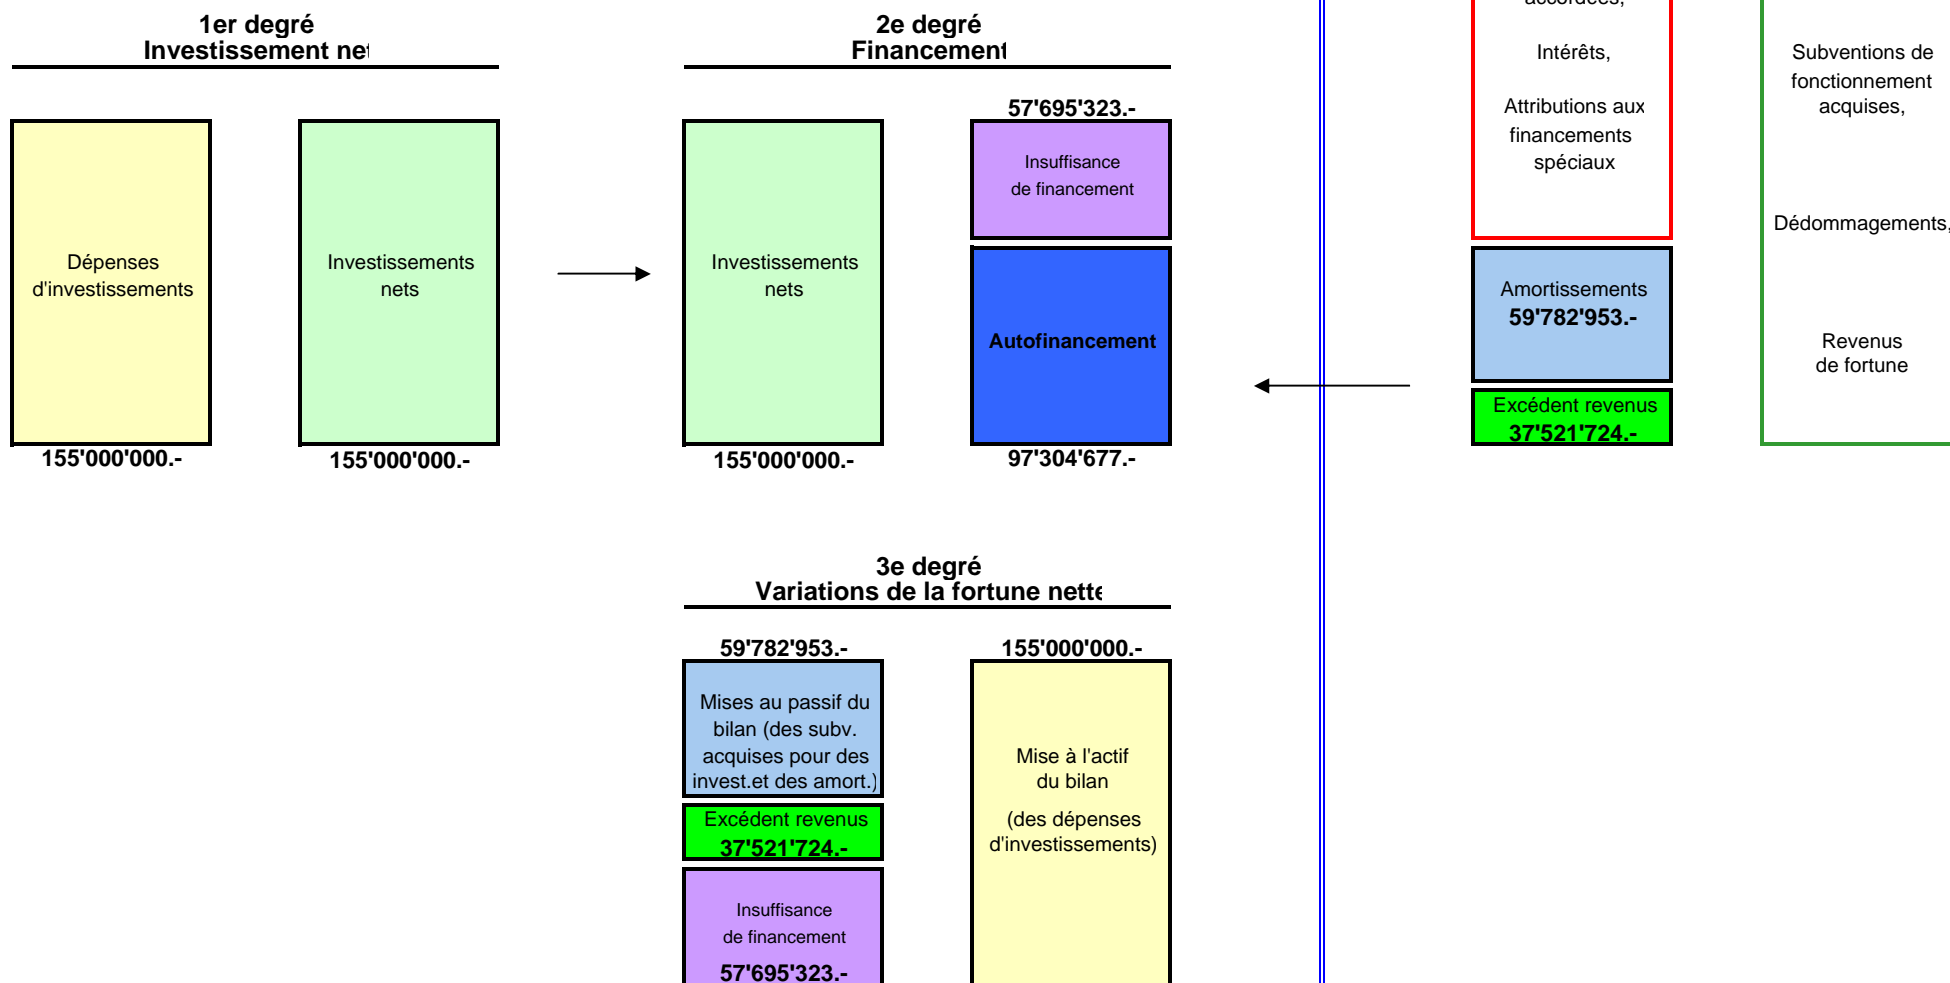 1er degré
Investissement net
155'000'000.-
Dépenses
d'investissements
155'000'000.-
Investissements
nets
2e degré
Financement
Investissements
nets
155'000'000.-
57'695'323.-
Insuffisance
de financement
Autofinancement
97'304'677.-
3e degré
Variations de la fortune nette
59'782'953.-
Mises au passif du
bilan (des subv.
acquises pour des
invest.et des amort.)
Excédent revenus
37'521'724.-
Insuffisance
de financement
57'695'323.-
155'000'000.-
Mise à l'actif
du bilan
(des dépenses
d'investissements)
accordées,
Intérêts,
Attributions aux
financements
spéciaux
Amortissements
59'782'953.-
Excédent revenus
37'521'724.-
Subventions de
fonctionnement
acquises,
Dédommagements,
Revenus
de fortune